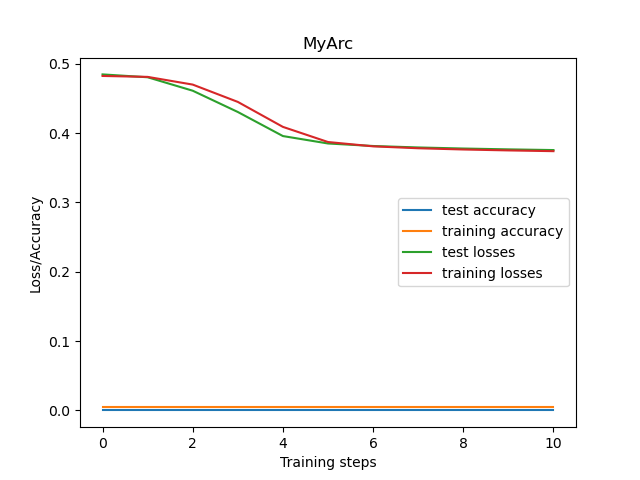 MyArc
Loss/Accuracy
0.5
0.4
0.3
0.2
0.1
0.0
test accuracy
training accuracy
test losses
training losses
0 2 4 6 8 10
Training steps